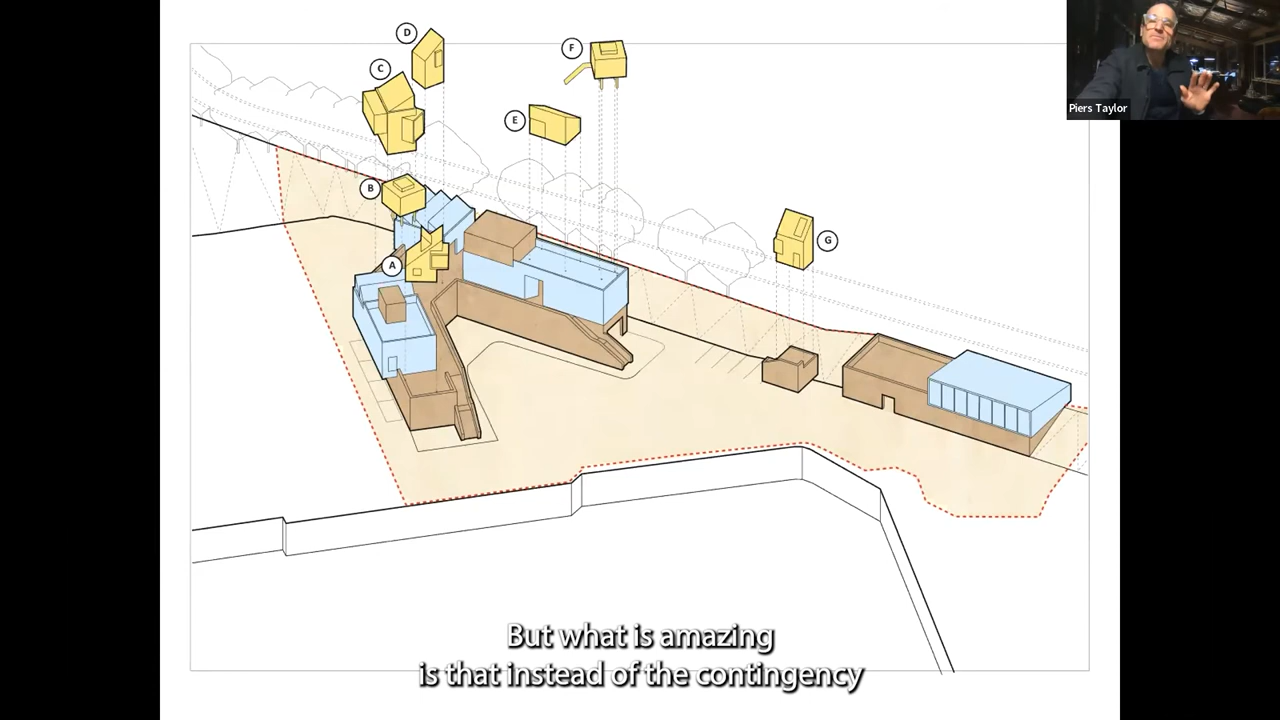 D
F
C
Piers Taylor
E
B
G
A
But what is amazing
is that instead of the contingency